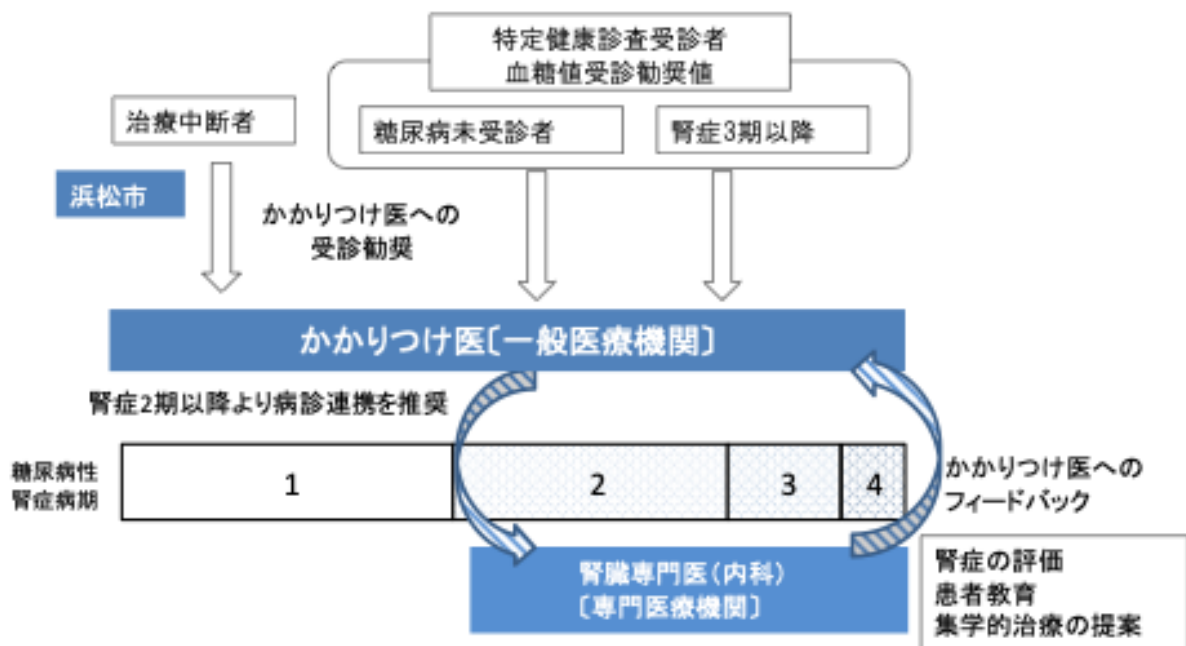 特定健康診査受診者
血糖値受診勧奨値
治療中断者
糖尿病未受診者
腎症3期以降
浜松市
かかりつけ医への
受診勧奨
かかりつけ医〔一般医療機関〕
腎症2期以降より病診連携を推奨
糖尿病性
腎症病期
1
2
3
4
かかりつけ医への
フィードバック
腎臓専門医(内科)
〔専門医療機関〕
腎症の評価
患者教育
集学的治療の提案